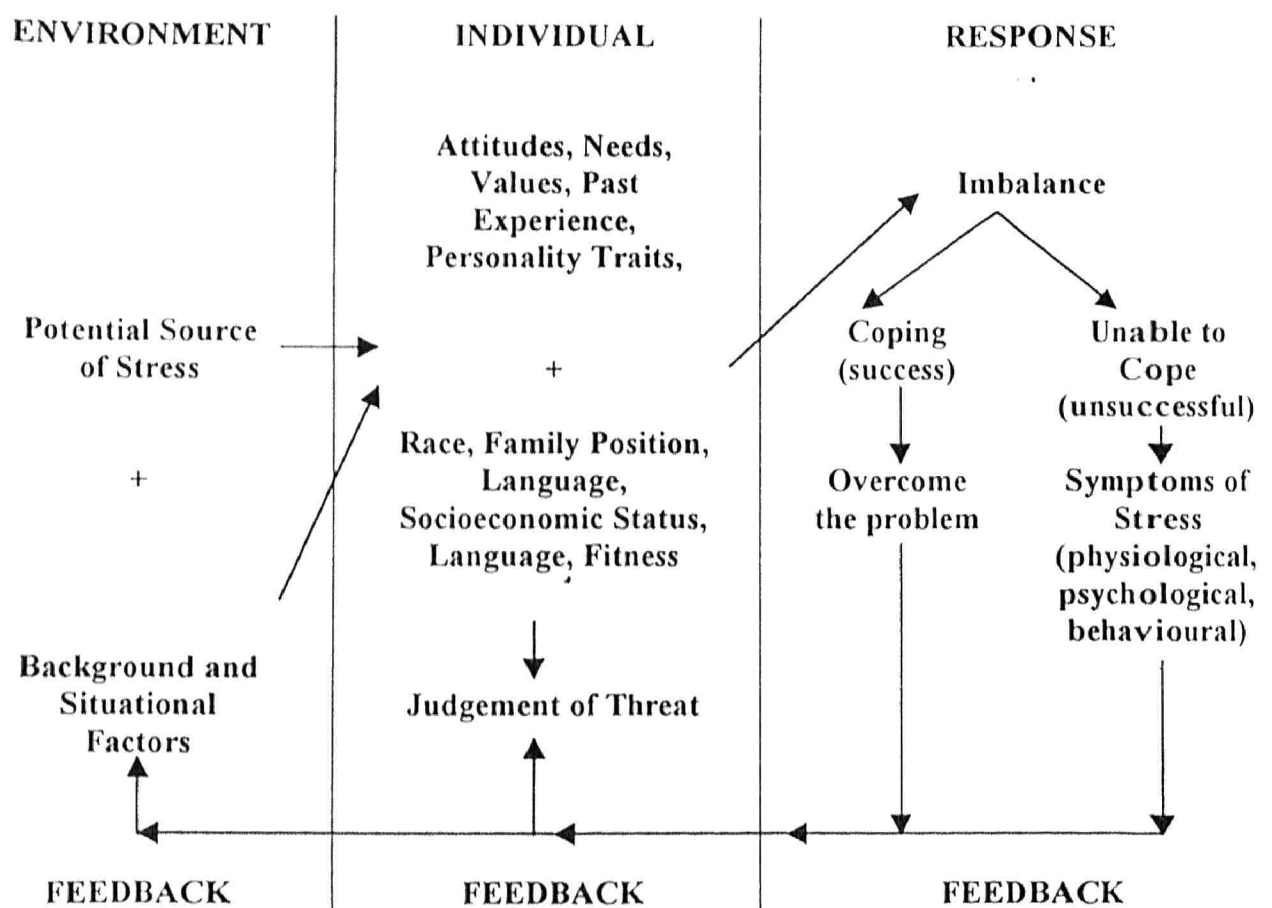 ENVIRONMENT
INDIVIDUAL
RESPONSE
Potential Source
of Stress
+
Background and
Situational
Factors
Attitudes, Needs,
Values, Past
Experience,
Personality Traits,
+
Race, Family Position,
Language,
Socioeconomic Status,
Language, Fitness
Judgement of Threat
Imbalance
Coping
(success)
Overcome
the problem
Unable to
Cope
(unsuccessful)
Symptoms of
Stress
(physiological,
psychological,
behavioural)
FEEDBACK
FEEDBACK
FEEDBACK